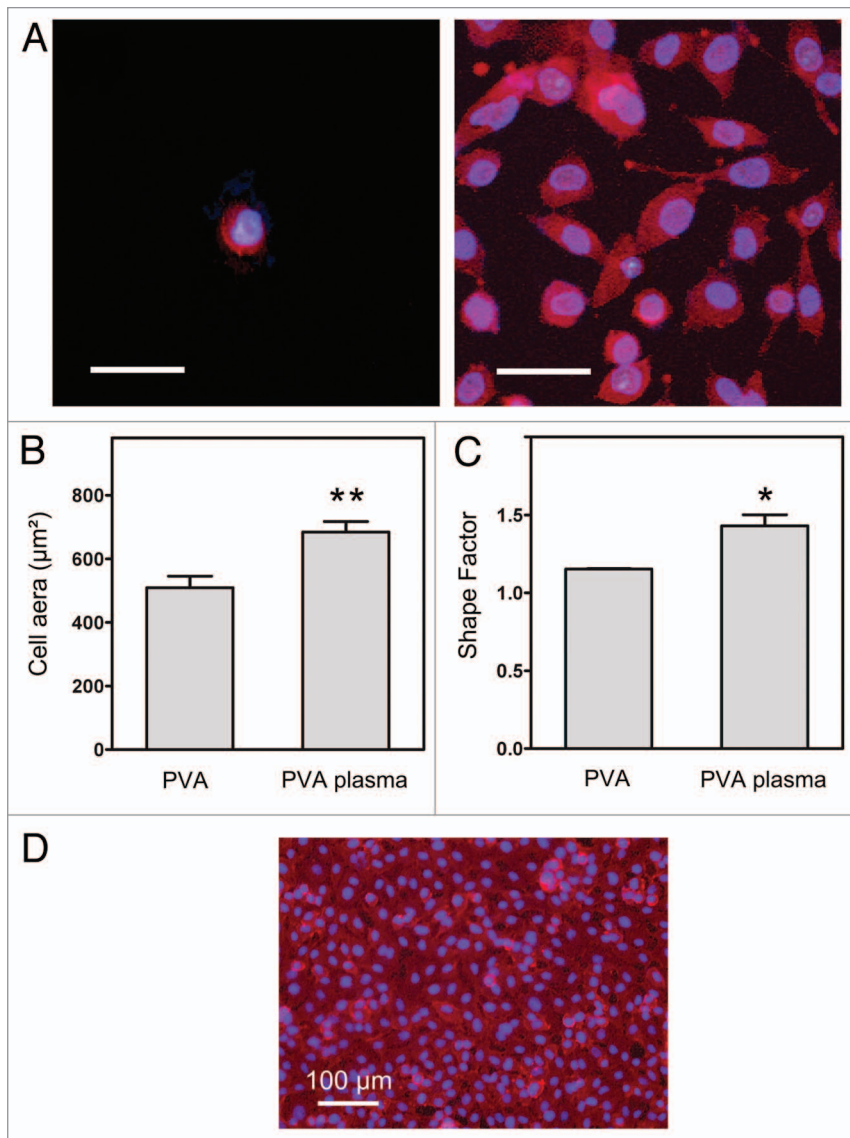 A
B
Cell aera (µm²)
800
600
400
200
0
**
PVA
PVA plasma
C
Shape Factor
1.5
1.0
0.5
0.0
*
PVA
PVA plasma
D
100 µm